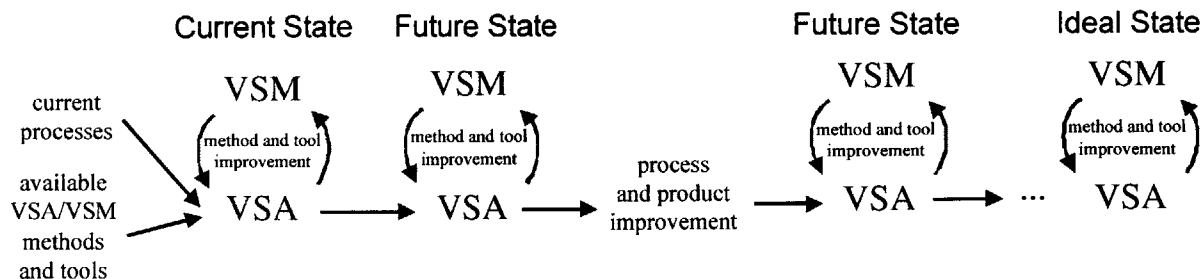 Current State
Future State
Future State
Ideal State
VSM
VSM
VSM
VSM
current
processes
method and tool
improvement
method and tool
improvement
method and tool
improvement
method and tool
improvement
available
VSA/VSM
methods
and tools
VSA
VSA
process
and product
improvement
VSA
...
VSA